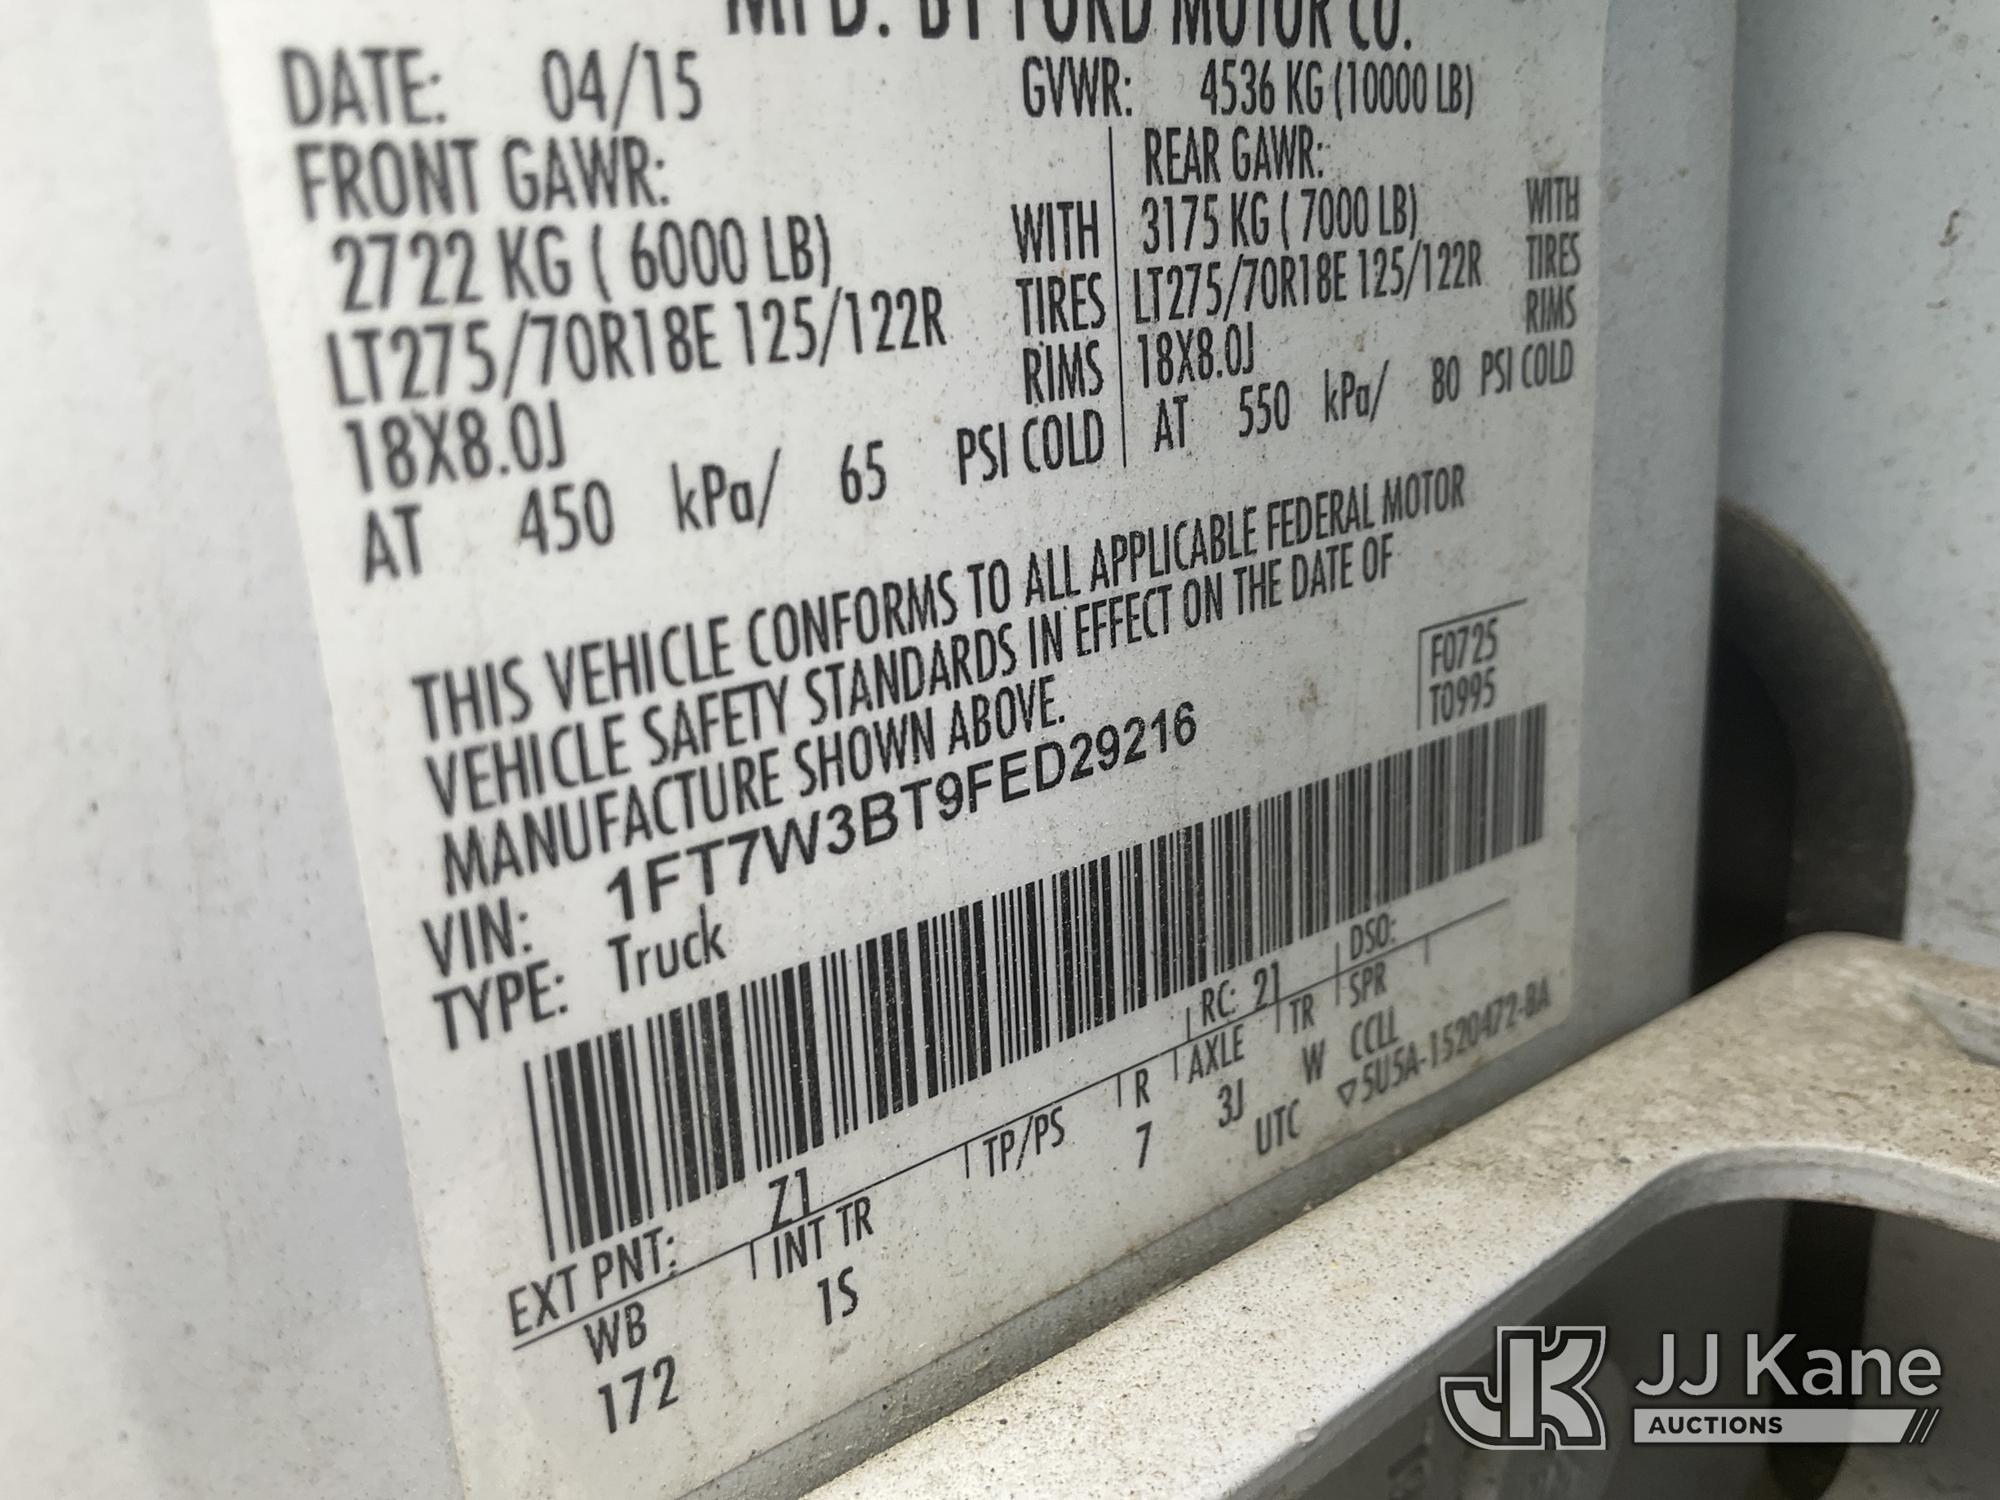 MFD. BY FORD MOTOR CO.
DATE: 04/15 GVWR: 4536 KG (10000 LB)
FRONT GAWR: REAR GAWR:
2722 KG ( 6000 LB) WITH 3175 KG ( 7000 LB) WITH
LT275/70R18E 125/122R TIRES LT275/70R18E 125/122R TIRES
18X8.0J RIMS 18X8.0J RIMS
AT 450 kPa/ 65 PSI COLD AT 550 kPa/ 80 PSI COLD
THIS VEHICLE CONFORMS TO ALL APPLICABLE FEDERAL MOTOR
VEHICLE SAFETY STANDARDS IN EFFECT ON THE DATE OF
MANUFACTURE SHOWN ABOVE.
F0725
T0995
VIN: 1FT7W3BT9FED29216
TYPE: Truck
EXT PNT: Z1 RC: 21 DSO:
WB INT TR TP/PS R AXLE TR SPR
172 1S 7 3J W CCLL
UTC ▽5U5A-1520472-BA
JK JJ Kane
AUCTIONS